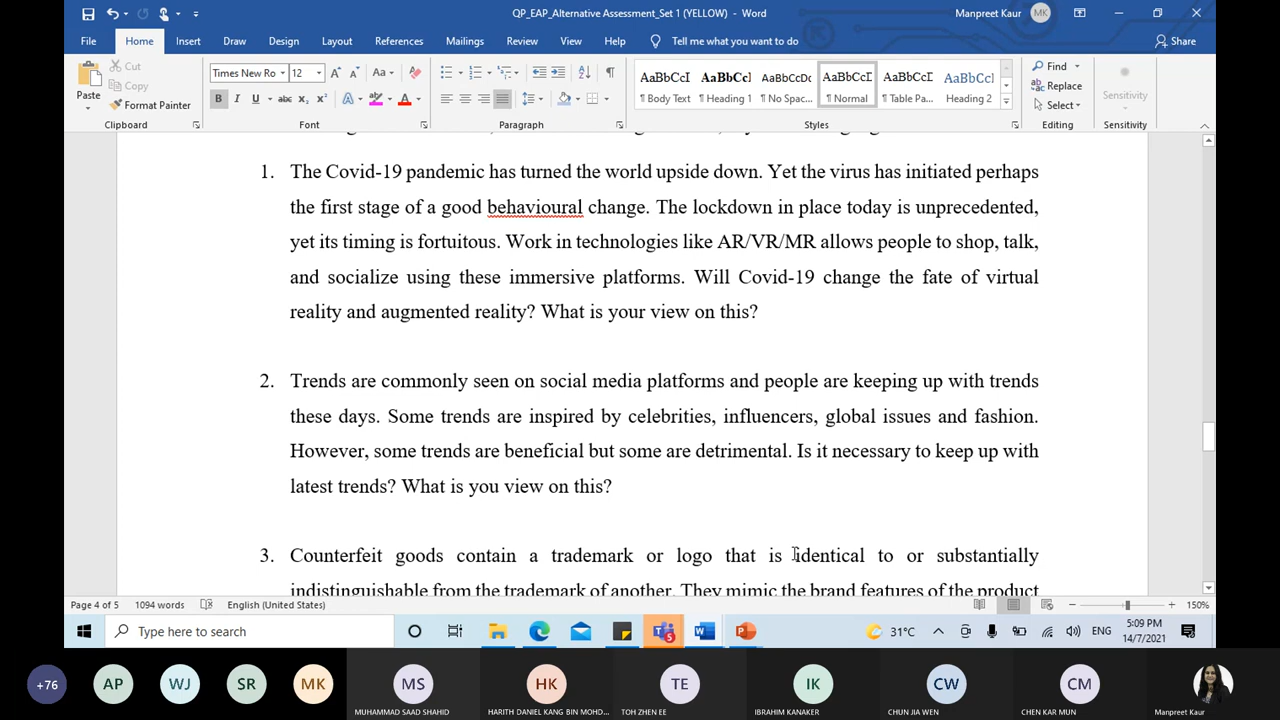 QP_EAP_Alternative Assessment_Set 1 (YELLOW) - Word
Manpreet Kaur MK
File Home Insert Draw Design Layout References Mailings Review View Help Tell me what you want to do Share
Paste
Cut
Copy
Format Painter
Clipboard
Times New Ro 12
Font
Paragraph
AaBbCcI AaBbCcI AaBbCcDc AaBbCcD AaBbCcD AaBbCcI
¶ Body Text ¶ Heading 1 ¶ No Spac... ¶ Normal ¶ Table Pa... Heading 2
Styles
Find
Replace
Select
Editing
Sensitivity
Sensitivity
1. The Covid-19 pandemic has turned the world upside down. Yet the virus has initiated perhaps
the first stage of a good behavioural change. The lockdown in place today is unprecedented,
yet its timing is fortuitous. Work in technologies like AR/VR/MR allows people to shop, talk,
and socialize using these immersive platforms. Will Covid-19 change the fate of virtual
reality and augmented reality? What is your view on this?
2. Trends are commonly seen on social media platforms and people are keeping up with trends
these days. Some trends are inspired by celebrities, influencers, global issues and fashion.
However, some trends are beneficial but some are detrimental. Is it necessary to keep up with
latest trends? What is you view on this?
3. Counterfeit goods contain a trademark or logo that is identical to or substantially
indistinguishable from the trademark of another. They mimic the brand features of the product
Page 4 of 5 1094 words English (United States) 150%
Type here to search
31°C ENG
5:09 PM
14/7/2021
+76 AP WJ SR MK MS HK TE IK CW CM
MUHAMMAD SAAD SHAHID HARITH DANIEL KANG BIN MOHD... TOH ZHEN EE IBRAHIM KANAKER CHUN JIA WEN CHEN KAR MUN Manpreet Kaur